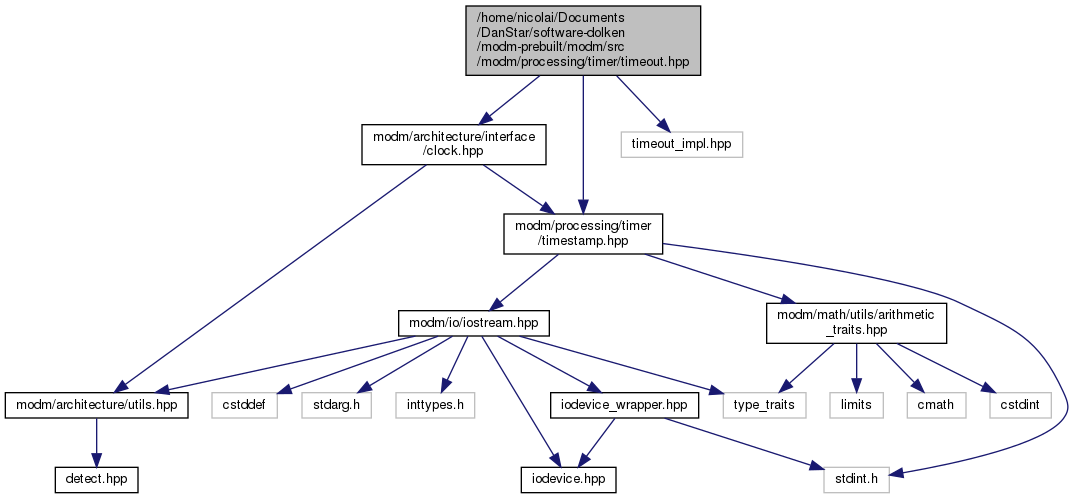 /home/nicolai/Documents
/DanStar/software-dolken
/modm-prebuilt/modm/src
/modm/processing/timer/timeout.hpp
modm/architecture/interface
/clock.hpp
timeout_impl.hpp
modm/processing/timer
/timestamp.hpp
modm/io/iostream.hpp
modm/math/utils/arithmetic
_traits.hpp
modm/architecture/utils.hpp
cstddef
stdarg.h
inttypes.h
iodevice_wrapper.hpp
type_traits
limits
cmath
cstdint
detect.hpp
iodevice.hpp
stdint.h